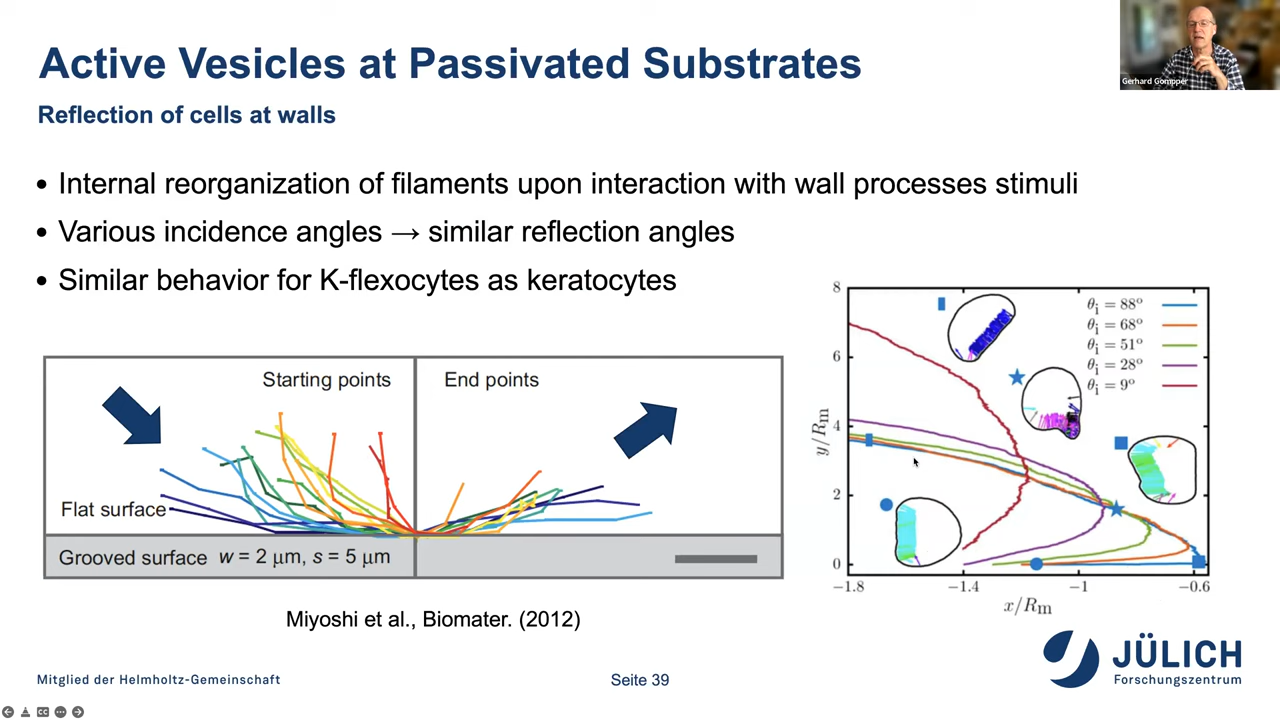 Active Vesicles at Passivated Substrates
Gerhard Gompper
Reflection of cells at walls
• Internal reorganization of filaments upon interaction with wall processes stimuli
• Various incidence angles → similar reflection angles
• Similar behavior for K-flexocytes as keratocytes
Starting points
End points
Flat surface
Grooved surface w = 2 μm, s = 5 μm
Miyoshi et al., Biomater. (2012)
8
6
4
2
0
y/Rm
θi = 88°
θi = 68°
θi = 51°
θi = 28°
θi = 9°
−1.8
−1.4
−1
−0.6
x/Rm
Mitglied der Helmholtz-Gemeinschaft
Seite 39
JÜLICH
Forschungszentrum
CC